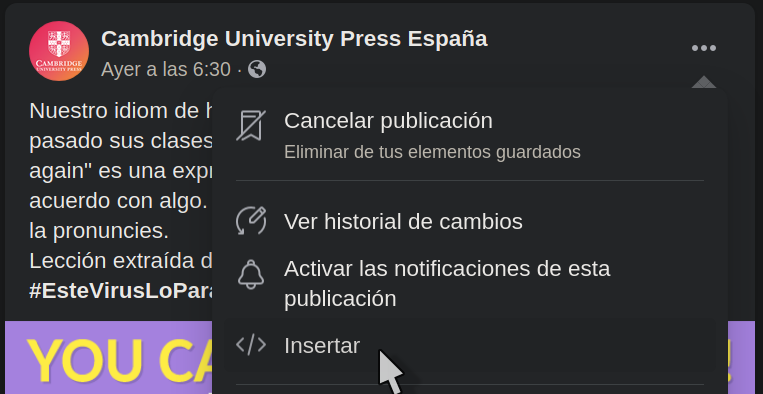 Cambridge University Press España
Ayer a las 6:30 ·
CAMBRIDGE
UNIVERSITY PRESS
Nuestro idiom de h
pasado sus clases
again" es una expr
acuerdo con algo.
la pronuncies.
Lección extraída d
#EsteVirusLoPara
YOU CA
!
Cancelar publicación
Eliminar de tus elementos guardados
Ver historial de cambios
Activar las notificaciones de esta
publicación
</> Insertar